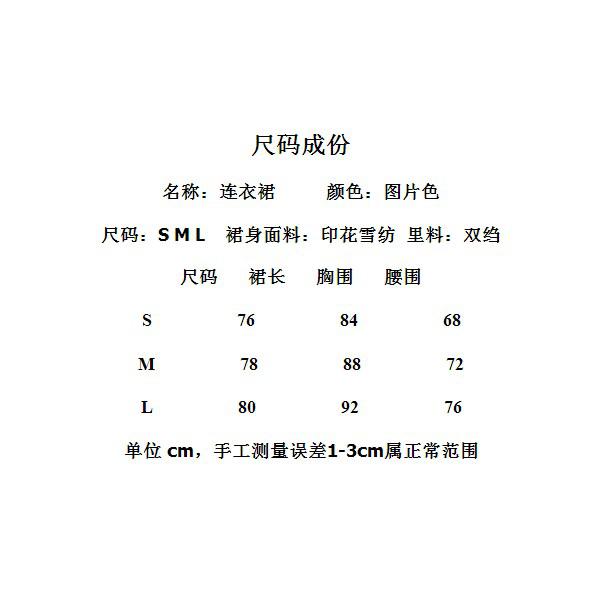 尺码成份
名称：连衣裙 颜色：图片色
尺码：S M L 裙身面料：印花雪纺 里料：双绉
尺码 裙长 胸围 腰围
S 76 84 68
M 78 88 72
L 80 92 76
单位 cm，手工测量误差1-3cm属正常范围